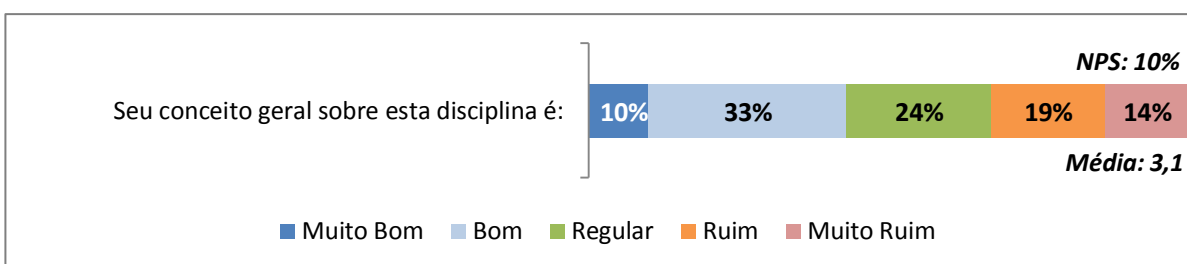 NPS: 10%
Seu conceito geral sobre esta disciplina é: 10% 33% 24% 19% 14%
Média: 3,1
Muito Bom Bom Regular Ruim Muito Ruim